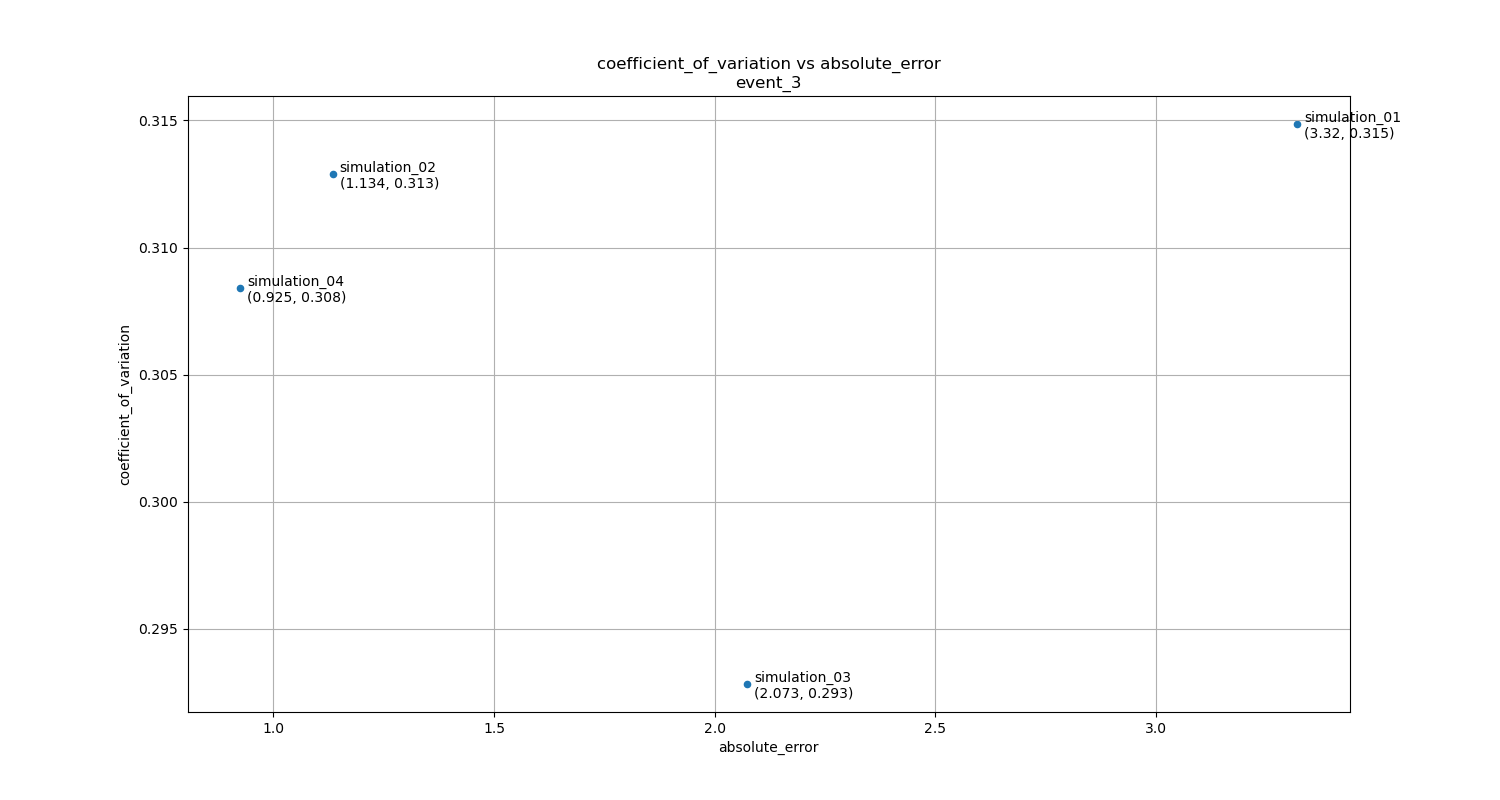 coefficient_of_variation vs absolute_error
event_3
coefficient_of_variation
0.315
0.310
0.305
0.300
0.295
simulation_01
(3.32, 0.315)
simulation_02
(1.134, 0.313)
simulation_04
(0.925, 0.308)
simulation_03
(2.073, 0.293)
1.0 1.5 2.0 2.5 3.0
absolute_error